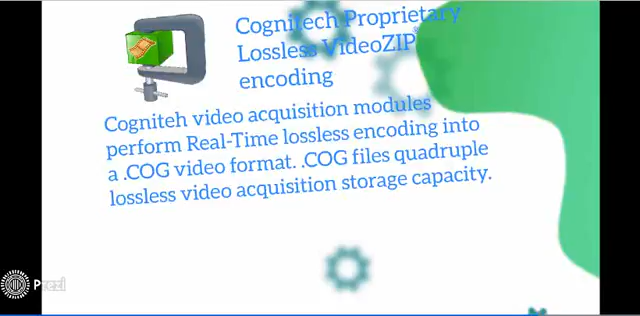 Cognitech Proprietary
Lossless VideoZIP
encoding
Cogniteh video acquisition modules
perform Real-Time lossless encoding into
a .COG video format. .COG files quadruple
lossless video acquisition storage capacity.
Prezi